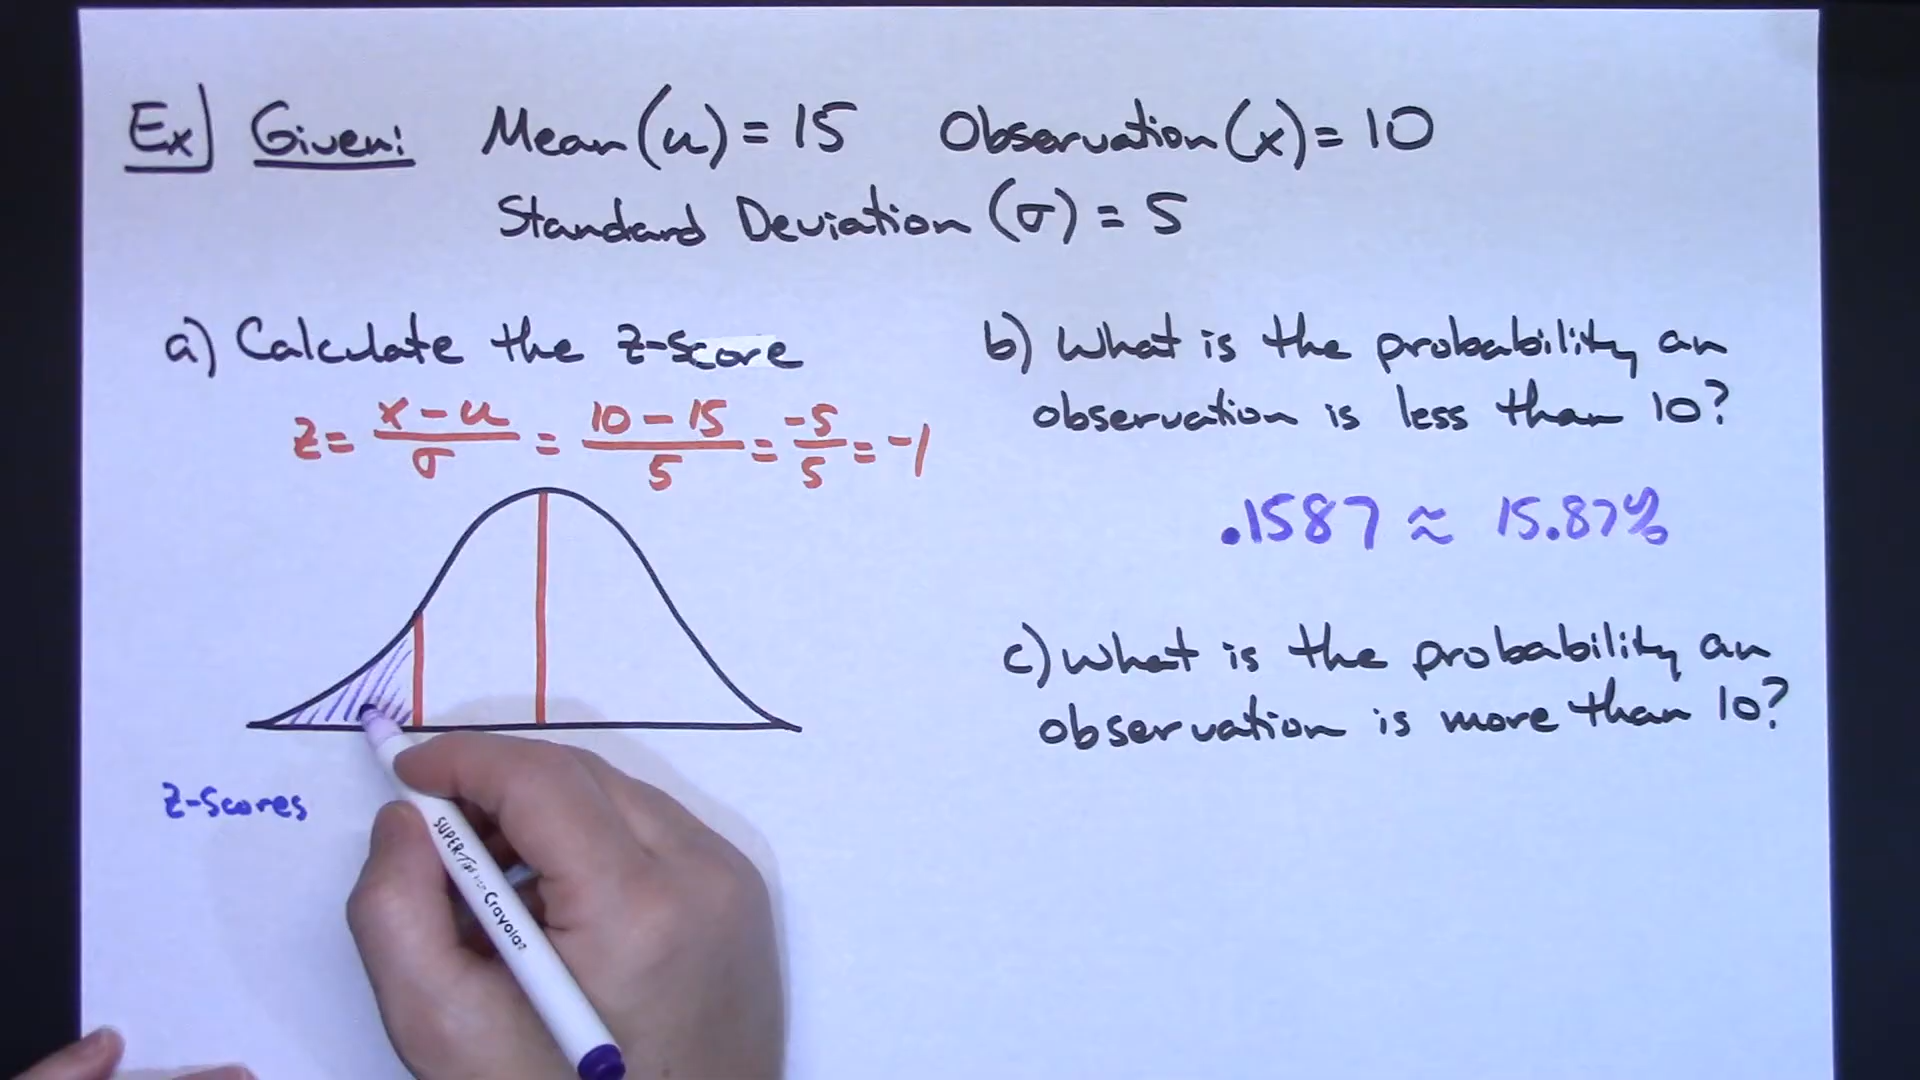 Ex) Given: Mean (u) = 15 Observation (x) = 10
Standard Deviation (σ) = 5
a) Calculate the z-score
z = x - u / σ = 10 - 15 / 5 = -5 / 5 = -1
z-scores
b) What is the probability an
observation is less than 10?
.1587 ≈ 15.87%
c) What is the probability an
observation is more than 10?
SUPER Crayola